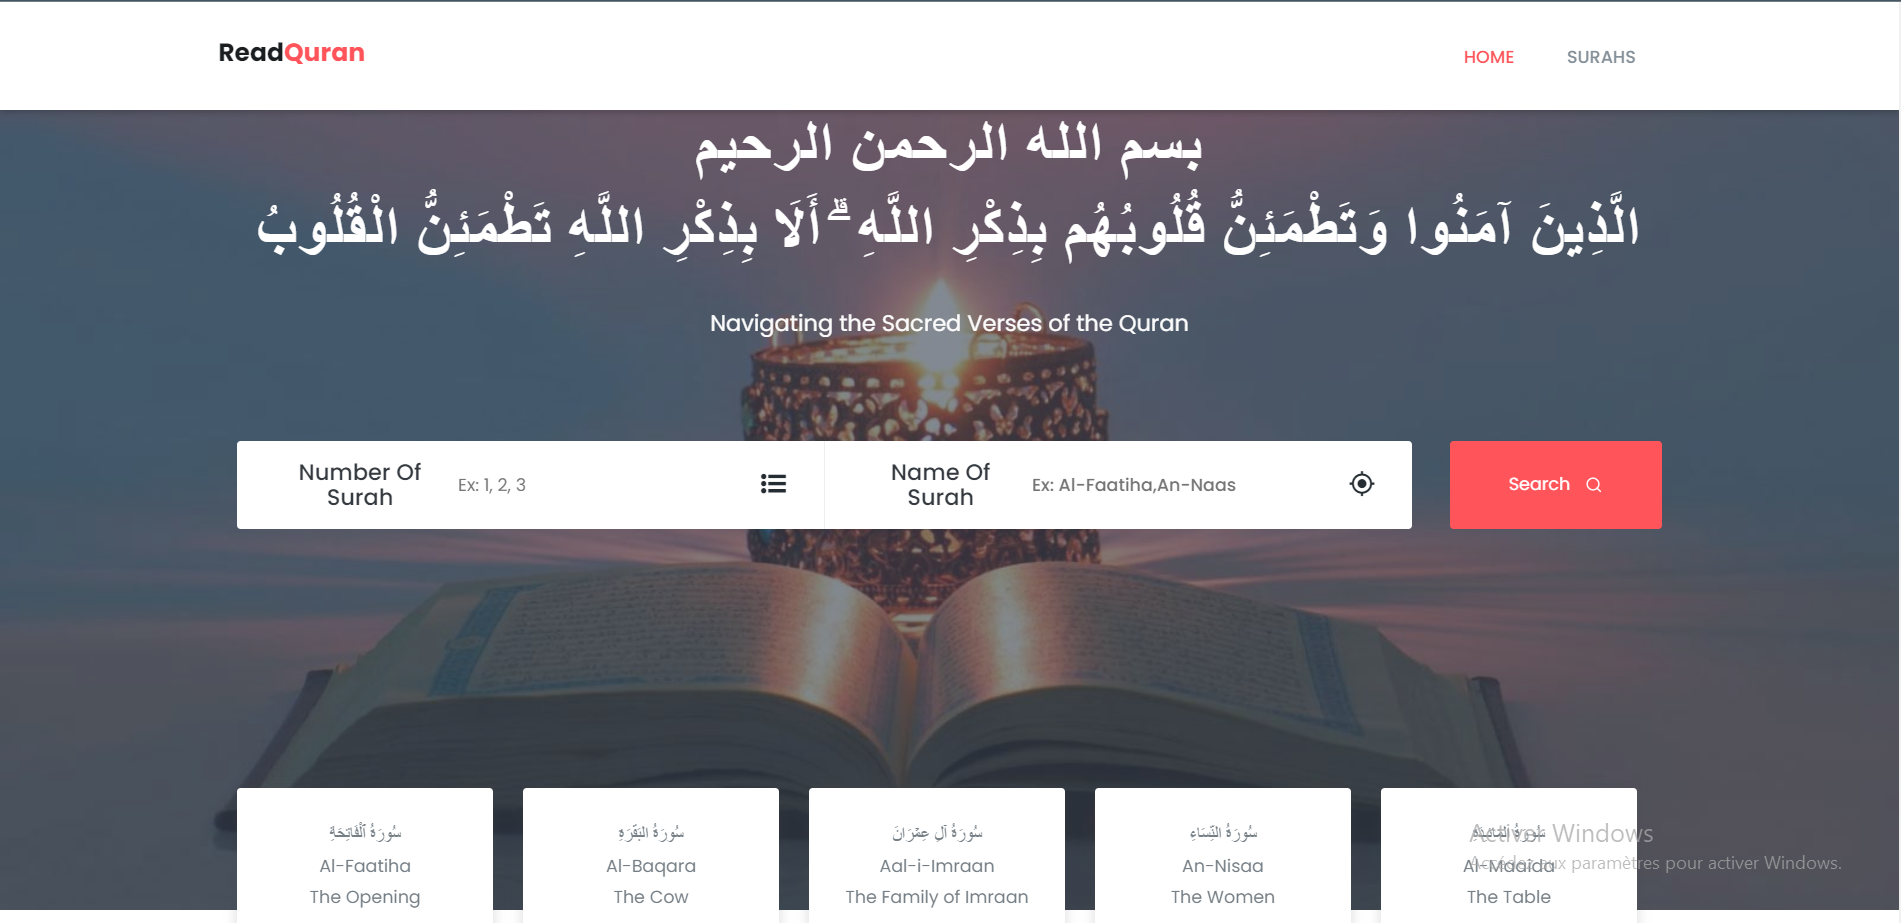 ReadQuran
HOME
SURAHS
بسم الله الرحمن الرحيم
الَّذِينَ آمَنُوا وَتَطْمَئِنُّ قُلُوبُهُم بِذِكْرِ اللَّهِ ۗ أَلَا بِذِكْرِ اللَّهِ تَطْمَئِنُّ الْقُلُوبُ
Navigating the Sacred Verses of the Quran
Number Of
Surah
Ex: 1, 2, 3
Name Of
Surah
Ex: Al-Faatiha,An-Naas
Search
سُورَةُ ٱلْفَاتِحَةِ
Al-Faatiha
The Opening
سُورَةُ البَقَرَةِ
Al-Baqara
The Cow
سُورَةُ آلِ عِمۡرَانَ
Aal-i-Imraan
The Family of Imraan
سُورَةُ النِّسَاءِ
An-Nisaa
The Women
سُورَةُ المَائـِدَةِ
Al-Maaida
The Table
Activer Windows
Accédez aux paramètres pour activer Windows.